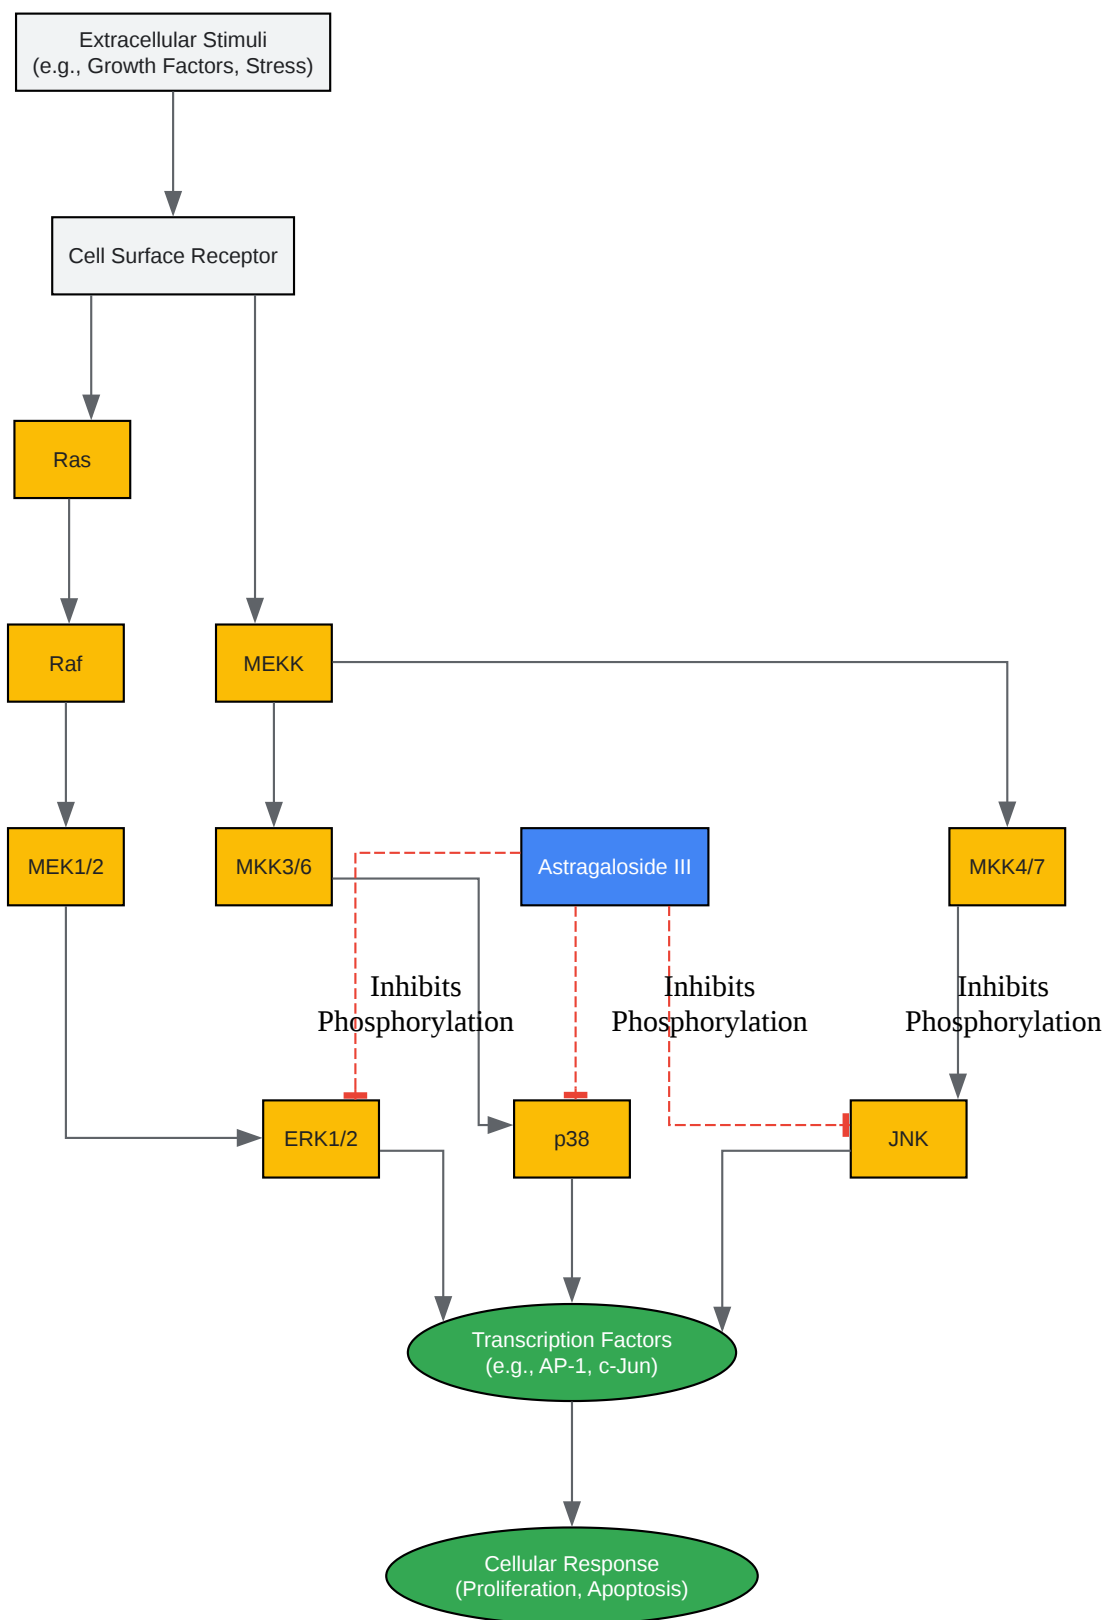 Extracellular Stimuli
(e.g., Growth Factors, Stress)
Cell Surface Receptor
Ras
Raf
MEKK
MEK1/2
MKK3/6
Astragaloside III
MKK4/7
Inhibits
Phosphorylation
Inhibits
Phosphorylation
Inhibits
Phosphorylation
ERK1/2
p38
JNK
Transcription Factors
(e.g., AP-1, c-Jun)
Cellular Response
(Proliferation, Apoptosis)